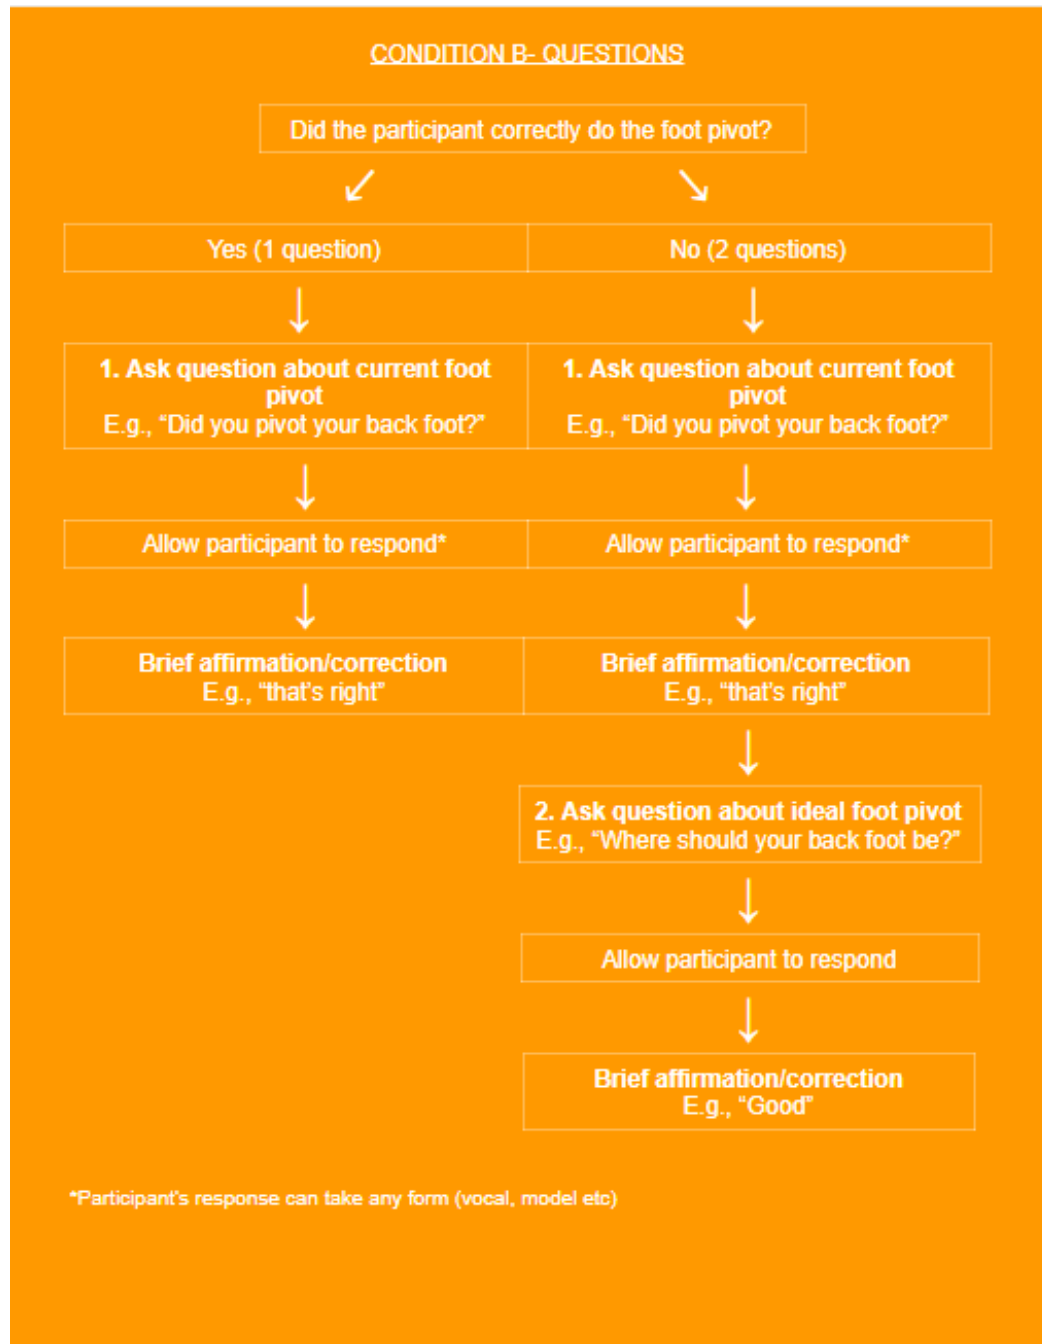 CONDITION B- QUESTIONS
Did the participant correctly do the foot pivot?
Yes (1 question)
No (2 questions)
1. Ask question about current foot
pivot
E.g., “Did you pivot your back foot?”
1. Ask question about current foot
pivot
E.g., “Did you pivot your back foot?”
Allow participant to respond*
Allow participant to respond*
Brief affirmation/correction
E.g., “that’s right”
Brief affirmation/correction
E.g., “that’s right”
2. Ask question about ideal foot pivot
E.g., “Where should your back foot be?”
Allow participant to respond
Brief affirmation/correction
E.g., “Good”
*Participant's response can take any form (vocal, model etc)